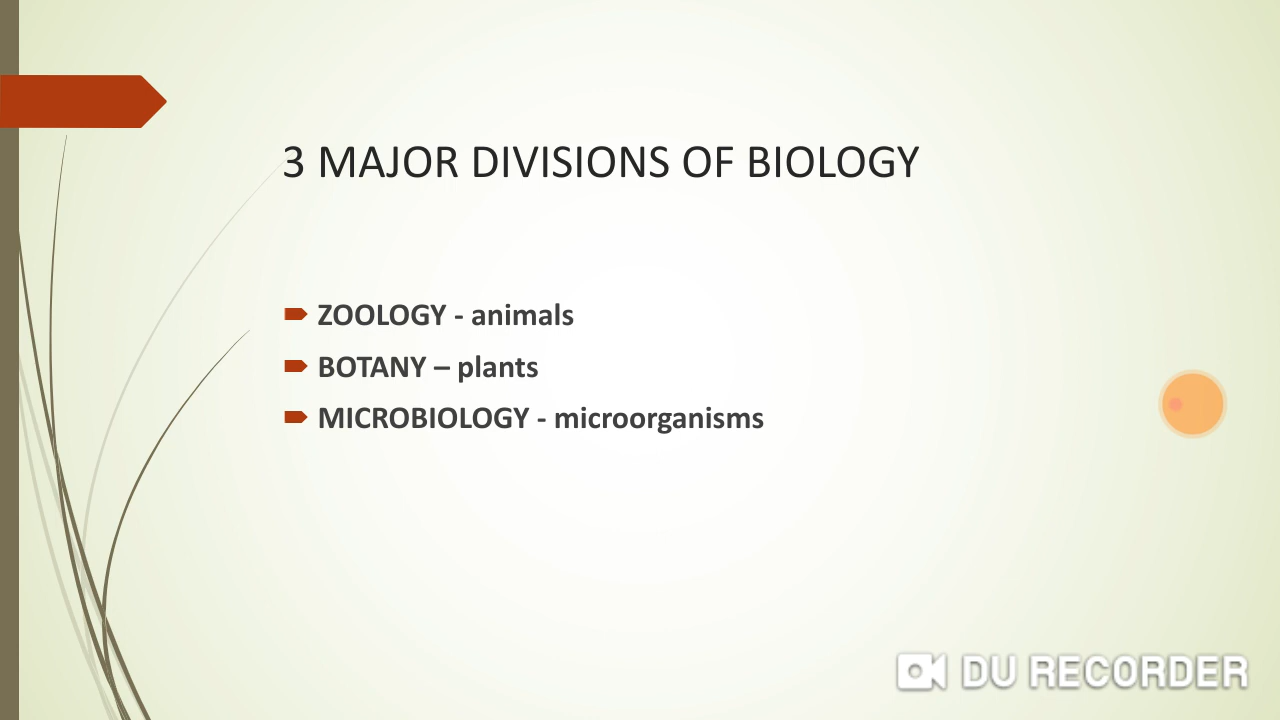 3 MAJOR DIVISIONS OF BIOLOGY
ZOOLOGY - animals
BOTANY – plants
MICROBIOLOGY - microorganisms
DU RECORDER